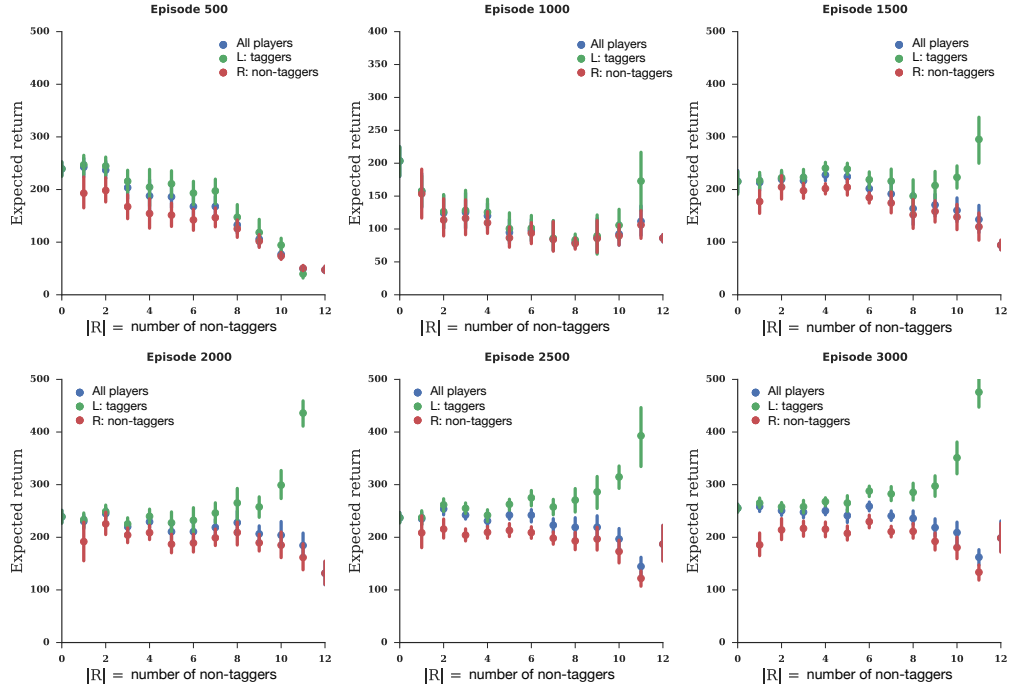 Episode 500
500
400
300
200
100
0
Expected return
All players
L: taggers
R: non-taggers
0 2 4 6 8 10 12
|R| = number of non-taggers
Episode 1000
400
350
300
250
200
150
100
50
0
Expected return
All players
L: taggers
R: non-taggers
0 2 4 6 8 10 12
|R| = number of non-taggers
Episode 1500
500
400
300
200
100
0
Expected return
All players
L: taggers
R: non-taggers
0 2 4 6 8 10 12
|R| = number of non-taggers
Episode 2000
500
400
300
200
100
0
Expected return
All players
L: taggers
R: non-taggers
0 2 4 6 8 10 12
|R| = number of non-taggers
Episode 2500
500
400
300
200
100
0
Expected return
All players
L: taggers
R: non-taggers
0 2 4 6 8 10 12
|R| = number of non-taggers
Episode 3000
500
400
300
200
100
0
Expected return
All players
L: taggers
R: non-taggers
0 2 4 6 8 10 12
|R| = number of non-taggers